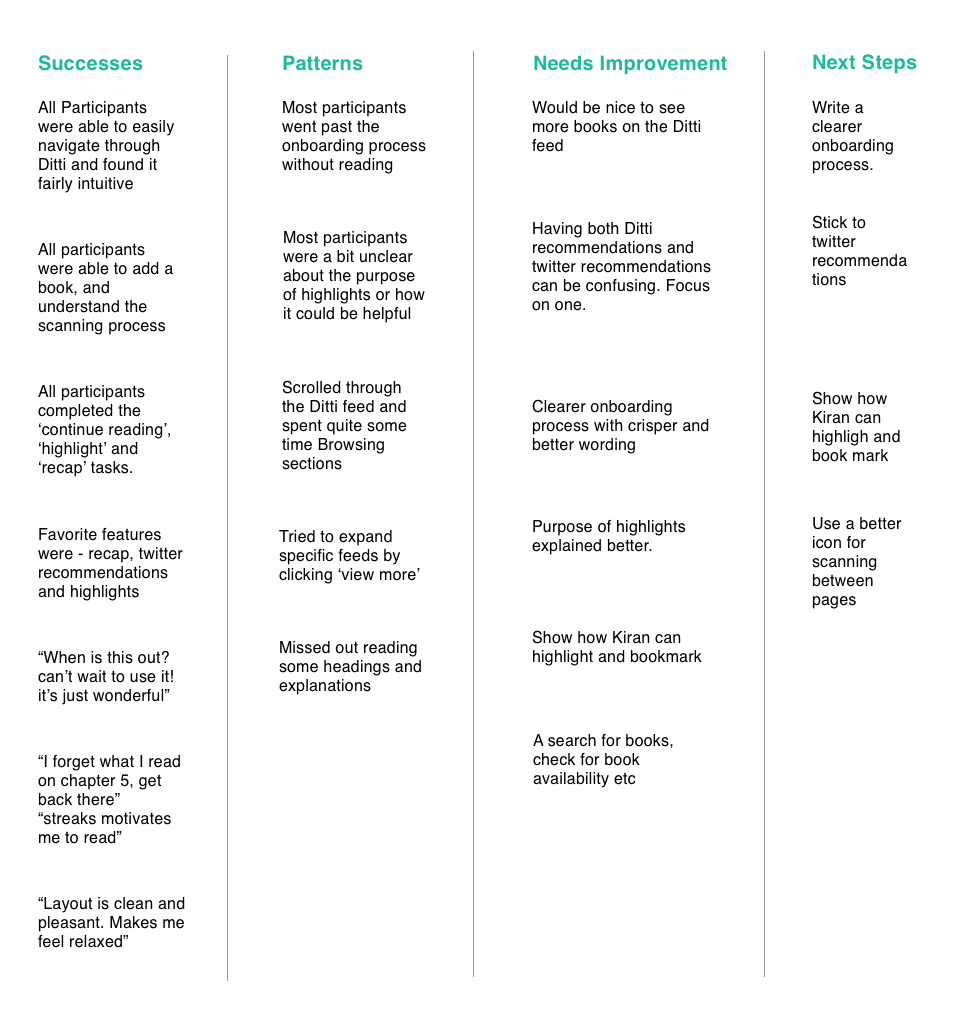 Successes
All Participants
were able to easily
navigate through
Ditti and found it
fairly intuitive
All participants
were able to add a
book, and
understand the
scanning process
All participants
completed the
‘continue reading’,
‘highlight’ and
‘recap’ tasks.
Favorite features
were - recap, twitter
recommendations
and highlights
“When is this out?
can’t wait to use it!
it’s just wonderful”
“I forget what I read
on chapter 5, get
back there”
“streaks motivates
me to read”
“Layout is clean and
pleasant. Makes me
feel relaxed”
Patterns
Most participants
went past the
onboarding process
without reading
Most participants
were a bit unclear
about the purpose
of highlights or how
it could be helpful
Scrolled through
the Ditti feed and
spent quite some
time Browsing
sections
Tried to expand
specific feeds by
clicking ‘view more’
Missed out reading
some headings and
explanations
Needs Improvement
Would be nice to see
more books on the Ditti
feed
Having both Ditti
recommendations and
twitter recommendations
can be confusing. Focus
on one.
Clearer onboarding
process with crisper and
better wording
Purpose of highlights
explained better.
Show how Kiran can
highlight and bookmark
A search for books,
check for book
availability etc
Next Steps
Write a
clearer
onboarding
process.
Stick to
twitter
recommenda
tions
Show how
Kiran can
highligh and
book mark
Use a better
icon for
scanning
between
pages